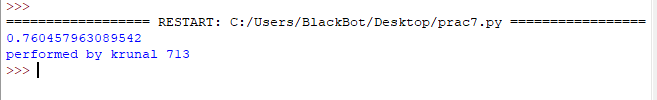 >>>
================== RESTART: C:/Users/BlackBot/Desktop/prac7.py =================
0.760457963089542
performed by krunal 713
>>>